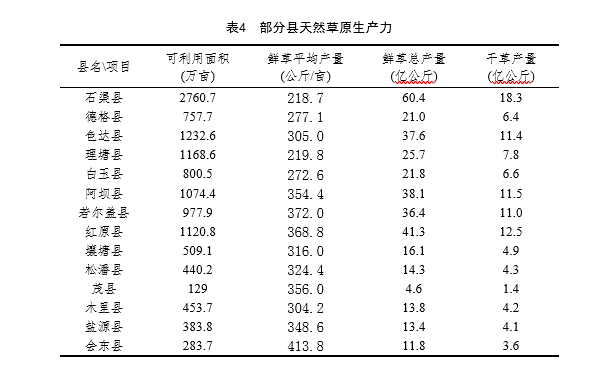 表4 部分县天然草原生产力
县名\项目 可利用面积(万亩) 鲜草平均产量(公斤/亩) 鲜草总产量(亿公斤) 干草产量(亿公斤)
石渠县 2760.7 218.7 60.4 18.3
德格县 757.7 277.1 21.0 6.4
色达县 1232.6 305.0 37.6 11.4
理塘县 1168.6 219.8 25.7 7.8
白玉县 800.5 272.6 21.8 6.6
阿坝县 1074.4 354.4 38.1 11.5
若尔盖县 977.9 372.0 36.4 11.0
红原县 1120.8 368.8 41.3 12.5
壤塘县 509.1 316.0 16.1 4.9
松潘县 440.2 324.4 14.3 4.3
茂县 129 356.0 4.6 1.4
木里县 453.7 304.2 13.8 4.2
盐源县 383.8 348.6 13.4 4.1
会东县 283.7 413.8 11.8 3.6